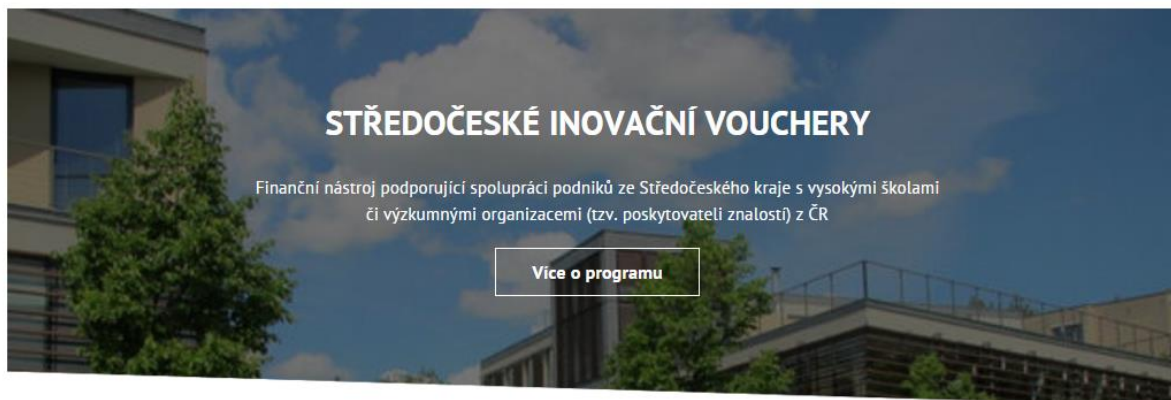 STŘEDOČESKÉ INOVAČNÍ VOUCHERY
Finanční nástroj podporující spolupráci podniků ze Středočeského kraje s vysokými školami
či výzkumnými organizacemi (tzv. poskytovateli znalostí) z ČR
Více o programu